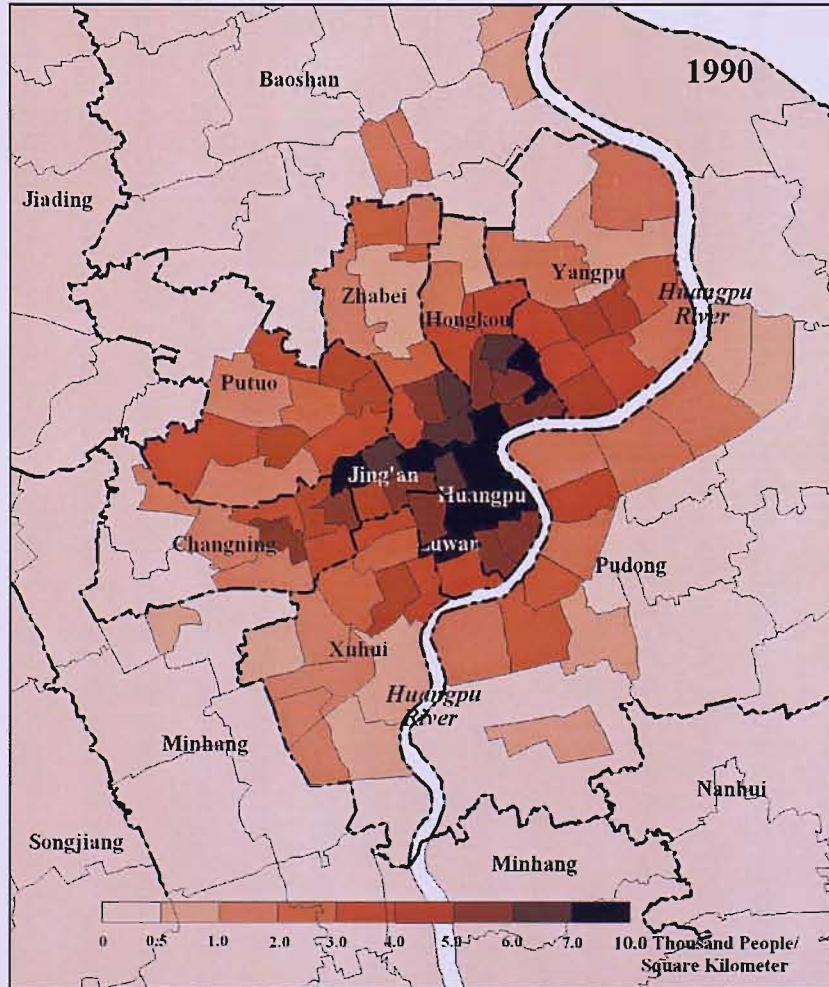 1990
Baoshan
Jiading
Yangpu
Zhabei
Huangpu
River
Hongkou
Putuo
Jing'an
Huangpu
Luwan
Changning
Pudong
Xuhui
Huangpu
River
Minhang
Nanhui
Songjiang
Minhang
0 0.5 1.0 2.0 3.0 4.0 5.0 6.0 7.0 10.0 Thousand People/
Square Kilometer